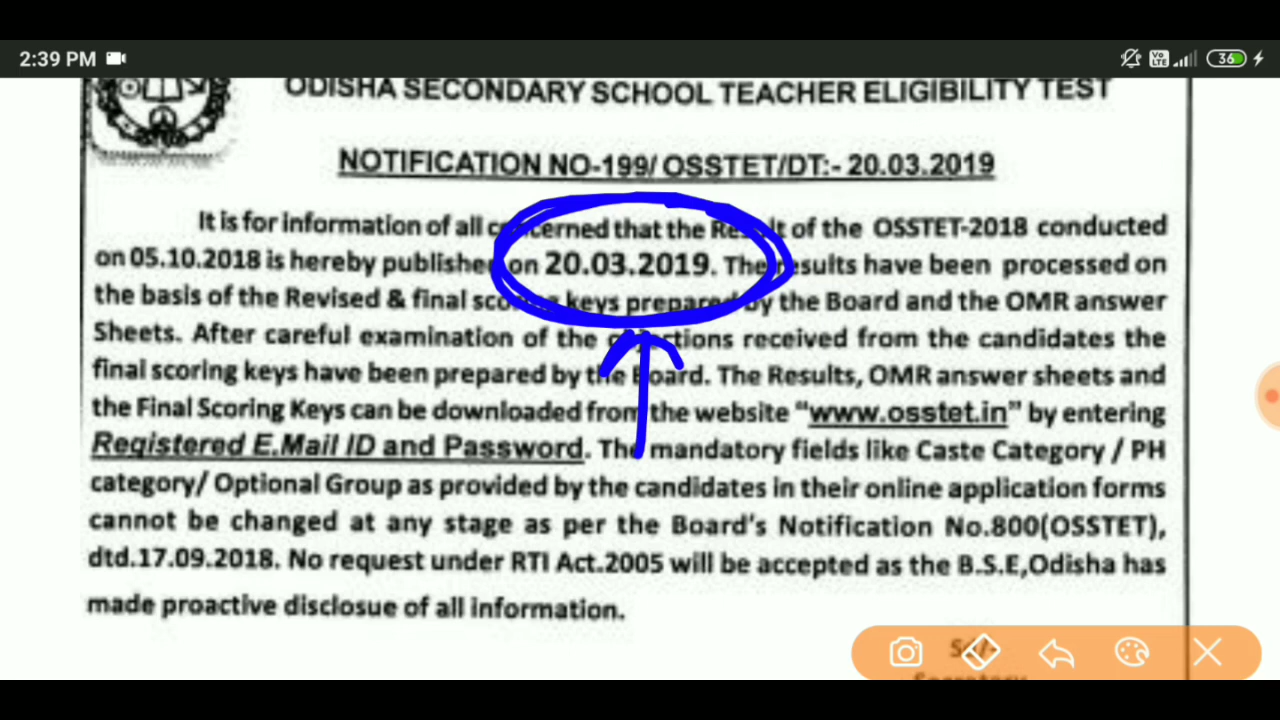 2:39 PM
Vo LTE
36
ODISHA SECONDARY SCHOOL TEACHER ELIGIBILITY TEST
NOTIFICATION NO-199/ OSSTET/DT:- 20.03.2019
It is for information of all concerned that the Result of the OSSTET-2018 conducted
on 05.10.2018 is hereby published on 20.03.2019. The results have been processed on
the basis of the Revised & final scoring keys prepared by the Board and the OMR answer
Sheets. After careful examination of the objections received from the candidates the
final scoring keys have been prepared by the Board. The Results, OMR answer sheets and
the Final Scoring Keys can be downloaded from the website "www.osstet.in" by entering
Registered E.Mail ID and Password. The mandatory fields like Caste Category / PH
category/ Optional Group as provided by the candidates in their online application forms
cannot be changed at any stage as per the Board's Notification No.800(OSSTET),
dtd.17.09.2018. No request under RTI Act.2005 will be accepted as the B.S.E,Odisha has
made proactive disclosue of all information.
Sd/-
Secretary